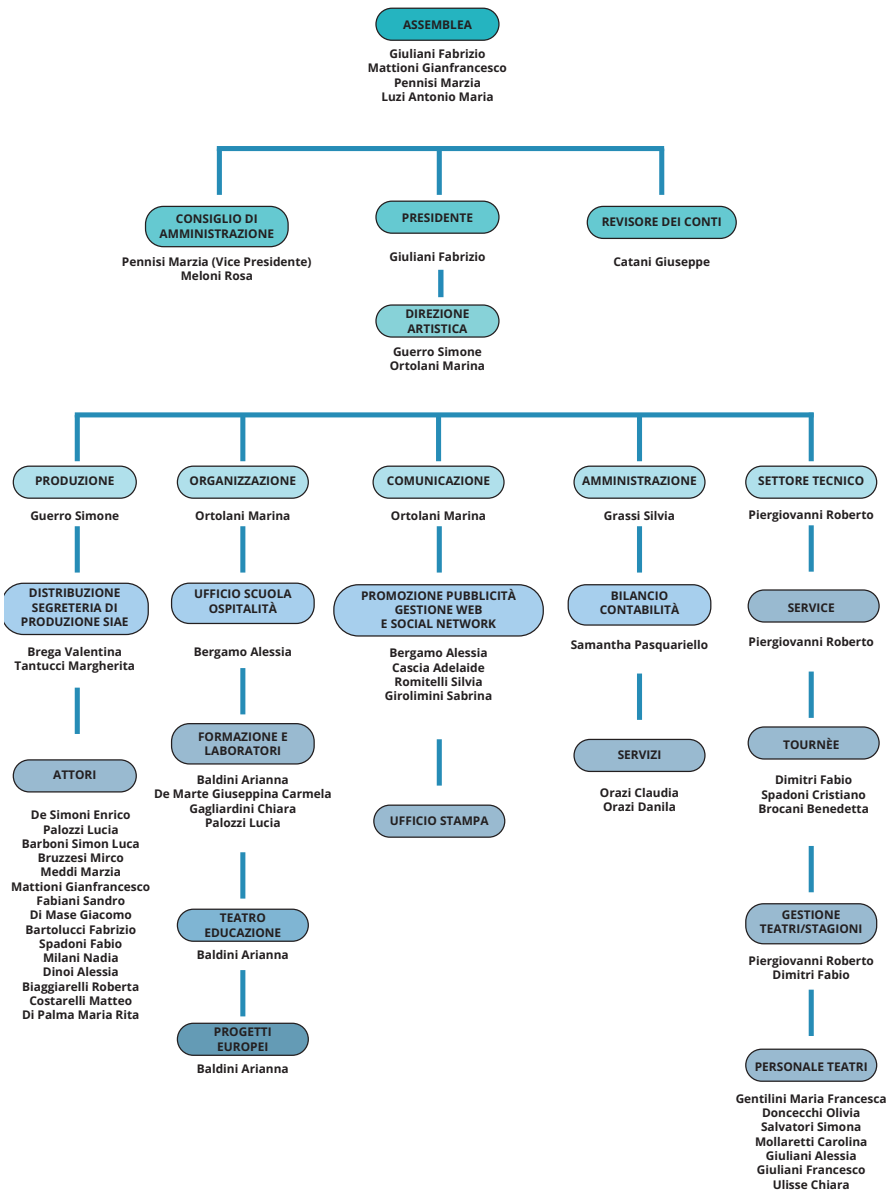 ASSEMBLEA
Giuliani Fabrizio
Mattioni Gianfrancesco
Pennisi Marzia
Luzi Antonio Maria
CONSIGLIO DI
AMMINISTRAZIONE
Pennisi Marzia (Vice Presidente)
Meloni Rosa
PRESIDENTE
Giuliani Fabrizio
REVISORE DEI CONTI
Catani Giuseppe
DIREZIONE
ARTISTICA
Guerro Simone
Ortolani Marina
PRODUZIONE
Guerro Simone
DISTRIBUZIONE
SEGRETERIA DI
PRODUZIONE SIAE
Brega Valentina
Tantucci Margherita
ATTORI
De Simoni Enrico
Palozzi Lucia
Barboni Simon Luca
Bruzzesi Mirco
Meddi Marzia
Mattioni Gianfrancesco
Fabiani Sandro
Di Mase Giacomo
Bartolucci Fabrizio
Spadoni Fabio
Milani Nadia
Dinoi Alessia
Biaggiarelli Roberta
Costarelli Matteo
Di Palma Maria Rita
ORGANIZZAZIONE
Ortolani Marina
UFFICIO SCUOLA
OSPITALITÀ
Bergamo Alessia
FORMAZIONE E
LABORATORI
Baldini Arianna
De Marte Giuseppina Carmela
Gagliardini Chiara
Palozzi Lucia
TEATRO
EDUCAZIONE
Baldini Arianna
PROGETTI
EUROPEI
Baldini Arianna
COMUNICAZIONE
Ortolani Marina
PROMOZIONE PUBBLICITÀ
GESTIONE WEB
E SOCIAL NETWORK
Bergamo Alessia
Cascia Adelaide
Romitelli Silvia
Girolimini Sabrina
UFFICIO STAMPA
AMMINISTRAZIONE
Grassi Silvia
BILANCIO
CONTABILITÀ
Samantha Pasquariello
SERVIZI
Orazi Claudia
Orazi Danila
SETTORE TECNICO
Piergiovanni Roberto
SERVICE
Piergiovanni Roberto
TOURNÈE
Dimitri Fabio
Spadoni Cristiano
Brocani Benedetta
GESTIONE
TEATRI/STAGIONI
Piergiovanni Roberto
Dimitri Fabio
PERSONALE TEATRI
Gentilini Maria Francesca
Doncecchi Olivia
Salvatori Simona
Mollaretti Carolina
Giuliani Alessia
Giuliani Francesco
Ulisse Chiara